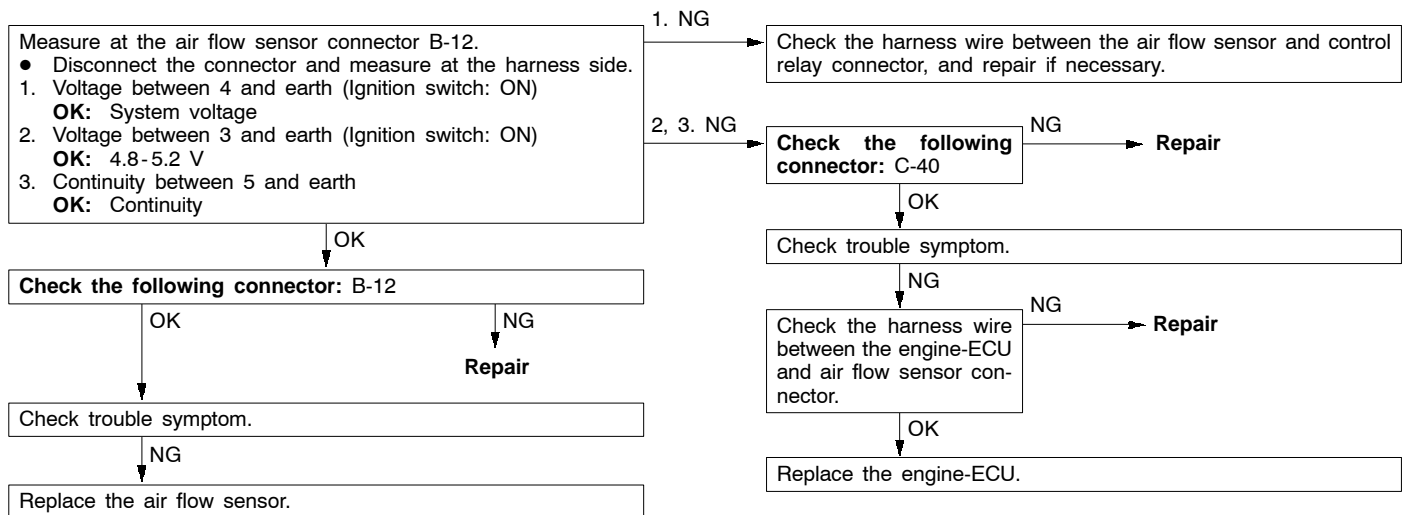 Measure at the air flow sensor connector B-12.
● Disconnect the connector and measure at the harness side.
1. Voltage between 4 and earth (Ignition switch: ON)
OK: System voltage
2. Voltage between 3 and earth (Ignition switch: ON)
OK: 4.8-5.2 V
3. Continuity between 5 and earth
OK: Continuity
1. NG
Check the harness wire between the air flow sensor and control
relay connector, and repair if necessary.
2, 3. NG
Check the following
connector: C-40
NG
Repair
OK
Check trouble symptom.
NG
Check the harness wire
between the engine-ECU
and air flow sensor con-
nector.
NG
Repair
OK
Replace the engine-ECU.
OK
Check the following connector: B-12
OK
NG
Repair
Check trouble symptom.
NG
Replace the air flow sensor.